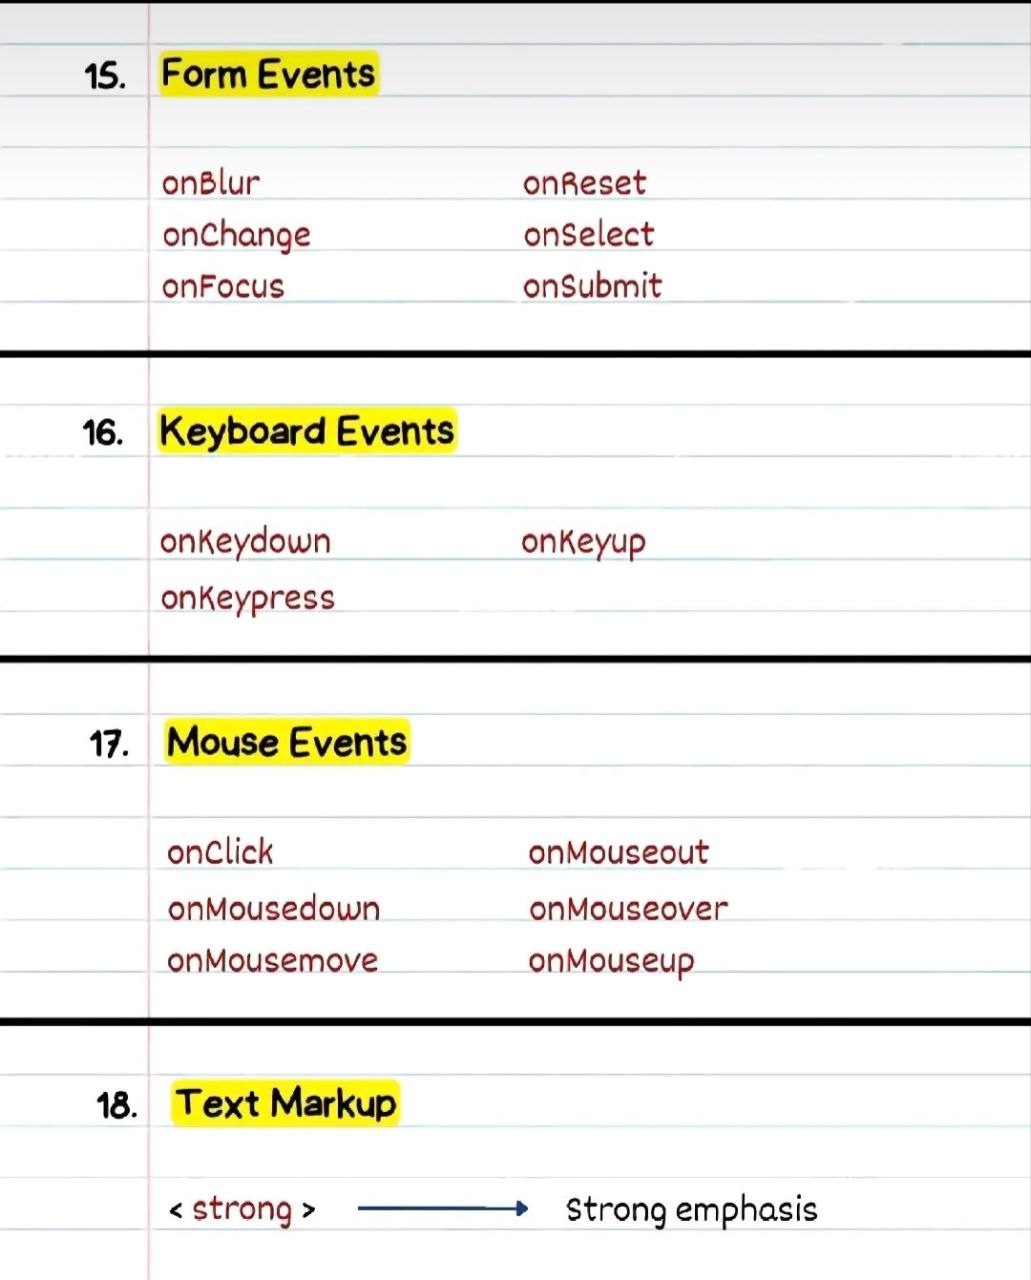 15. Form Events
onBlur onReset
onChange onSelect
onFocus onSubmit
16. Keyboard Events
onKeydown onKeyup
onKeypress
17. Mouse Events
onClick onMouseout
onMousedown onMouseover
onMousemove onMouseup
18. Text Markup
< strong > Strong emphasis